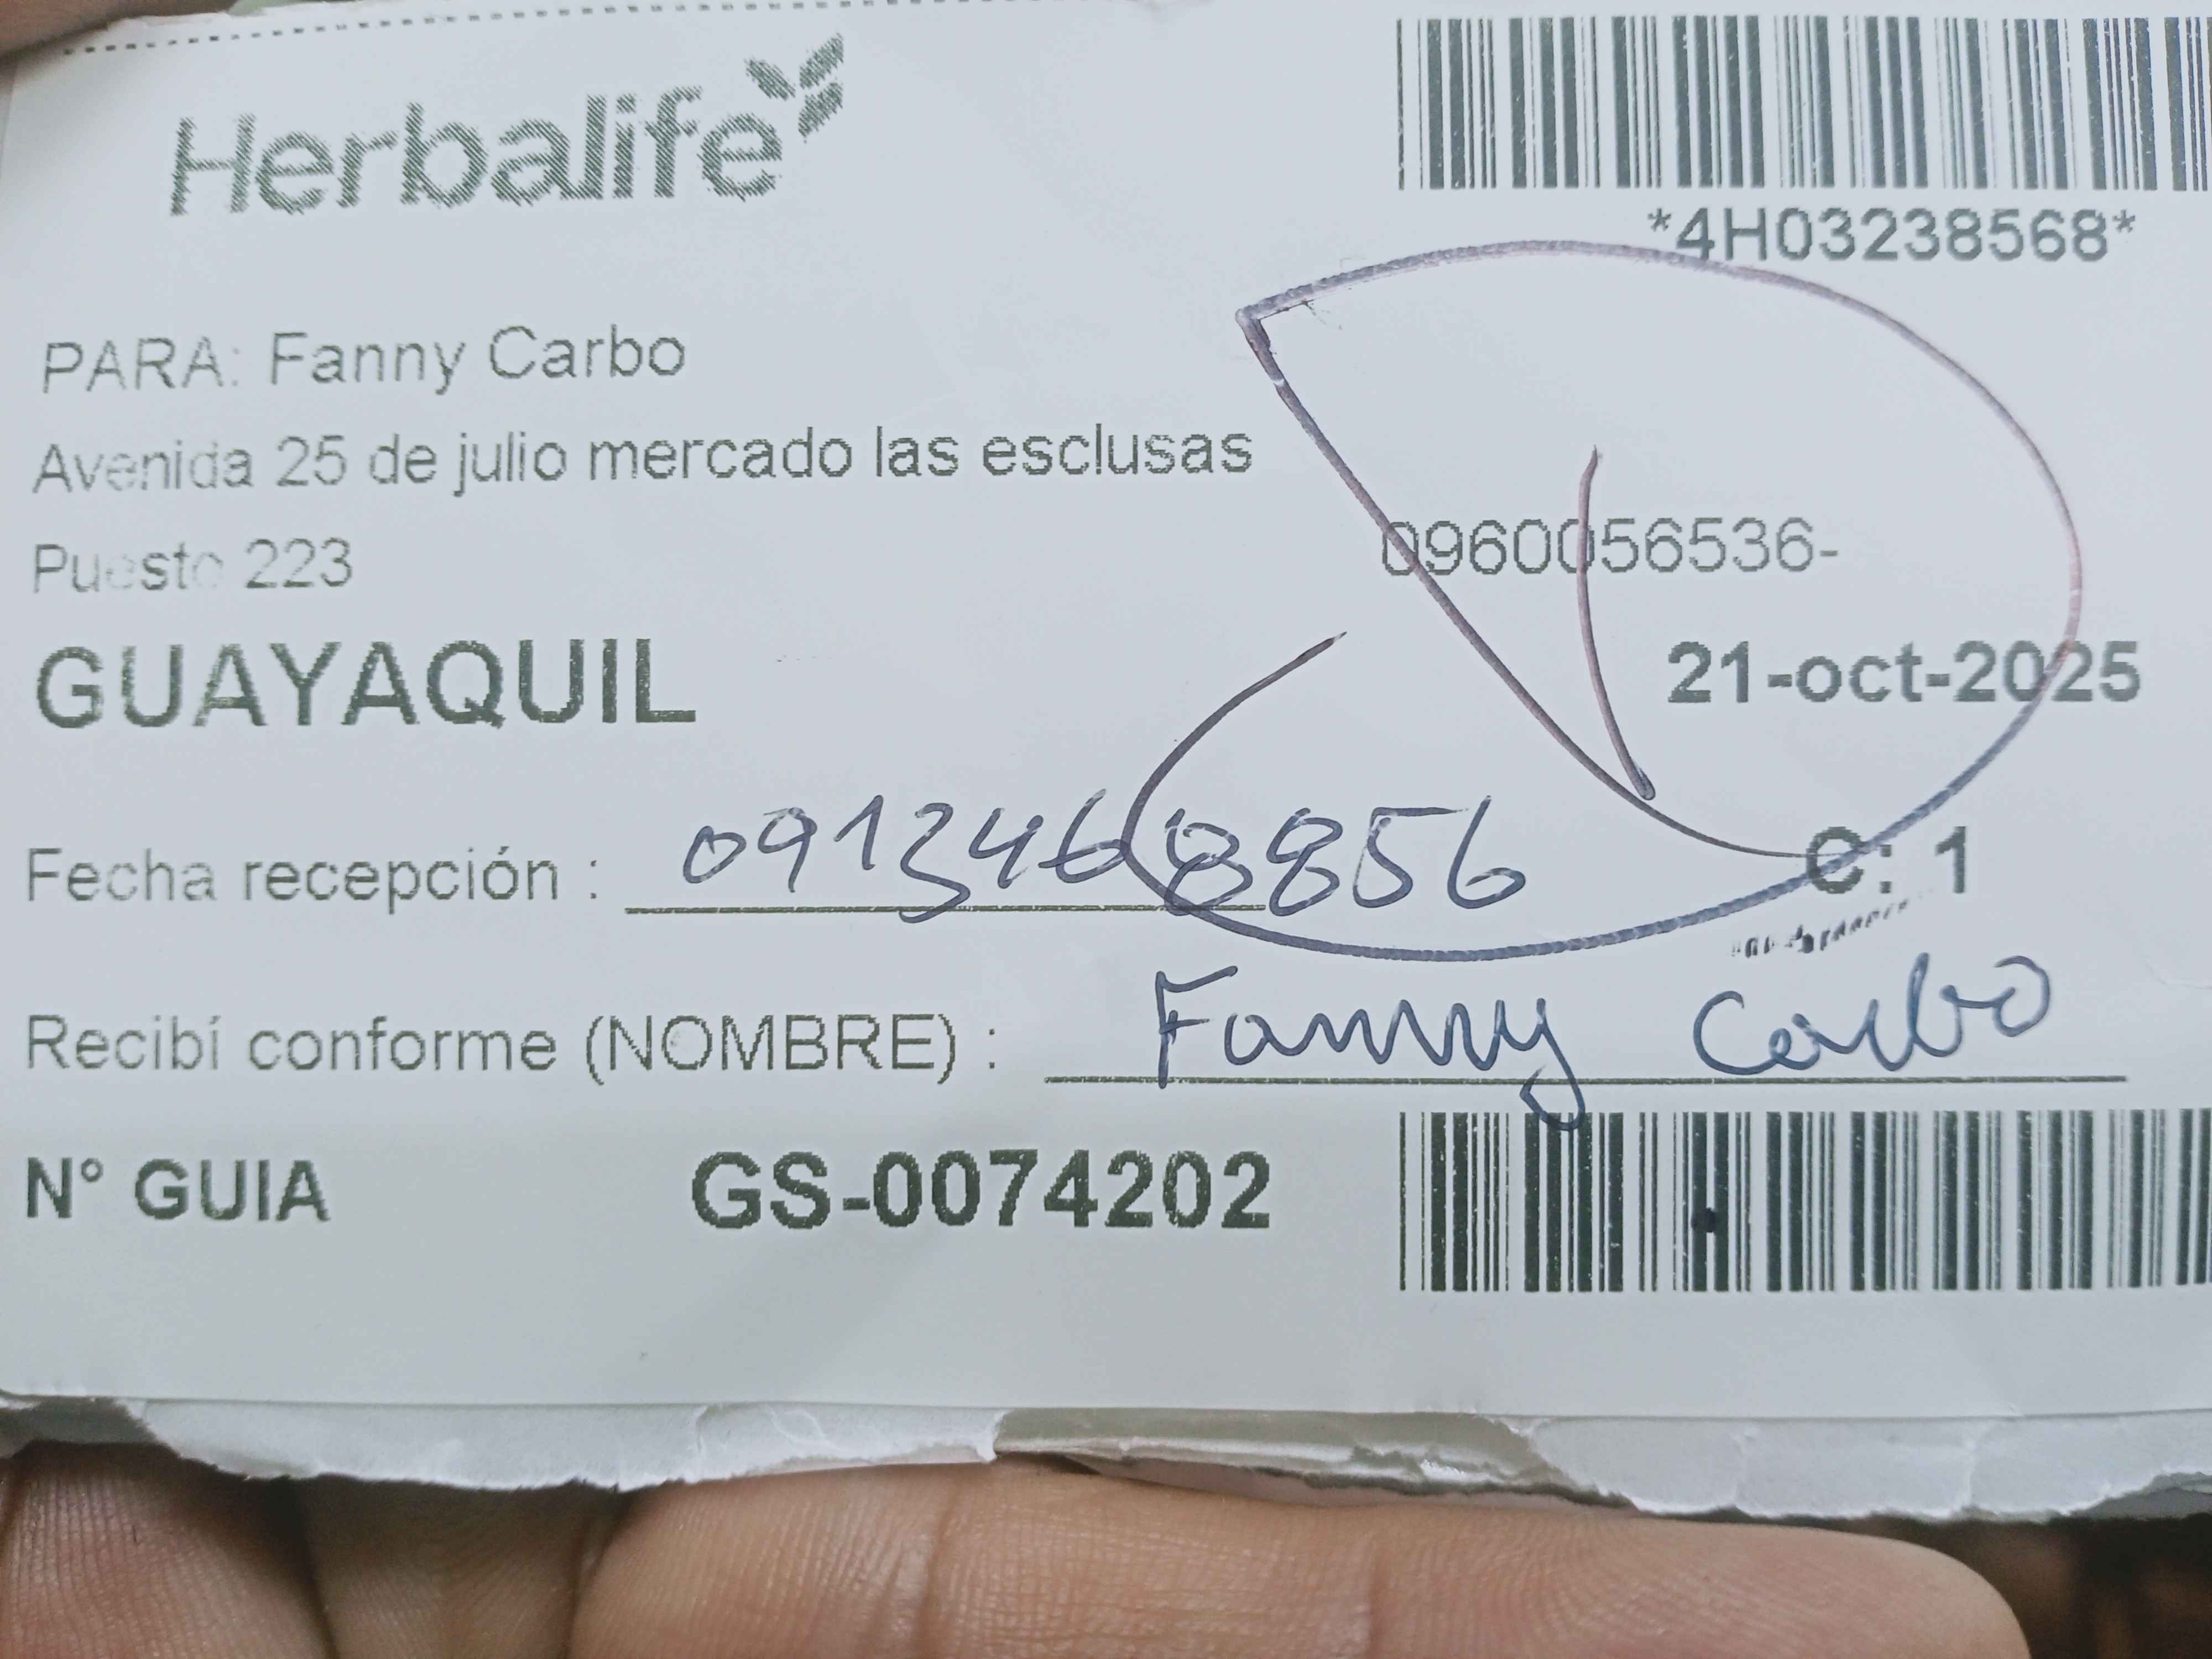 Herbalife
*4H03238568*
PARA: Fanny Carbo
Avenida 25 de julio mercado las esclusas
Puesto 223
0960056536-
GUAYAQUIL
21-oct-2025
Fecha recepción : 0913468856
C: 1
Recibí conforme (NOMBRE) : Fanny Carbo
N° GUIA GS-0074202